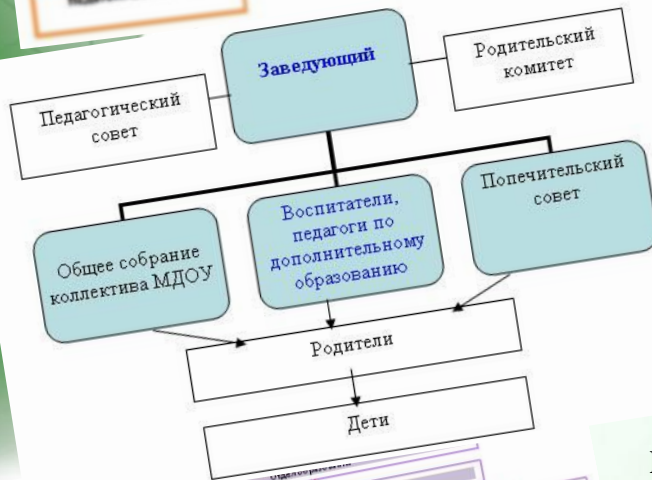 Заведующий
Родительский
комитет
Педагогический
совет
Общее собрание
коллектива МДОУ
Воспитатели,
педагоги по
дополнительному
образованию
Попечительский
совет
Родители
Дети